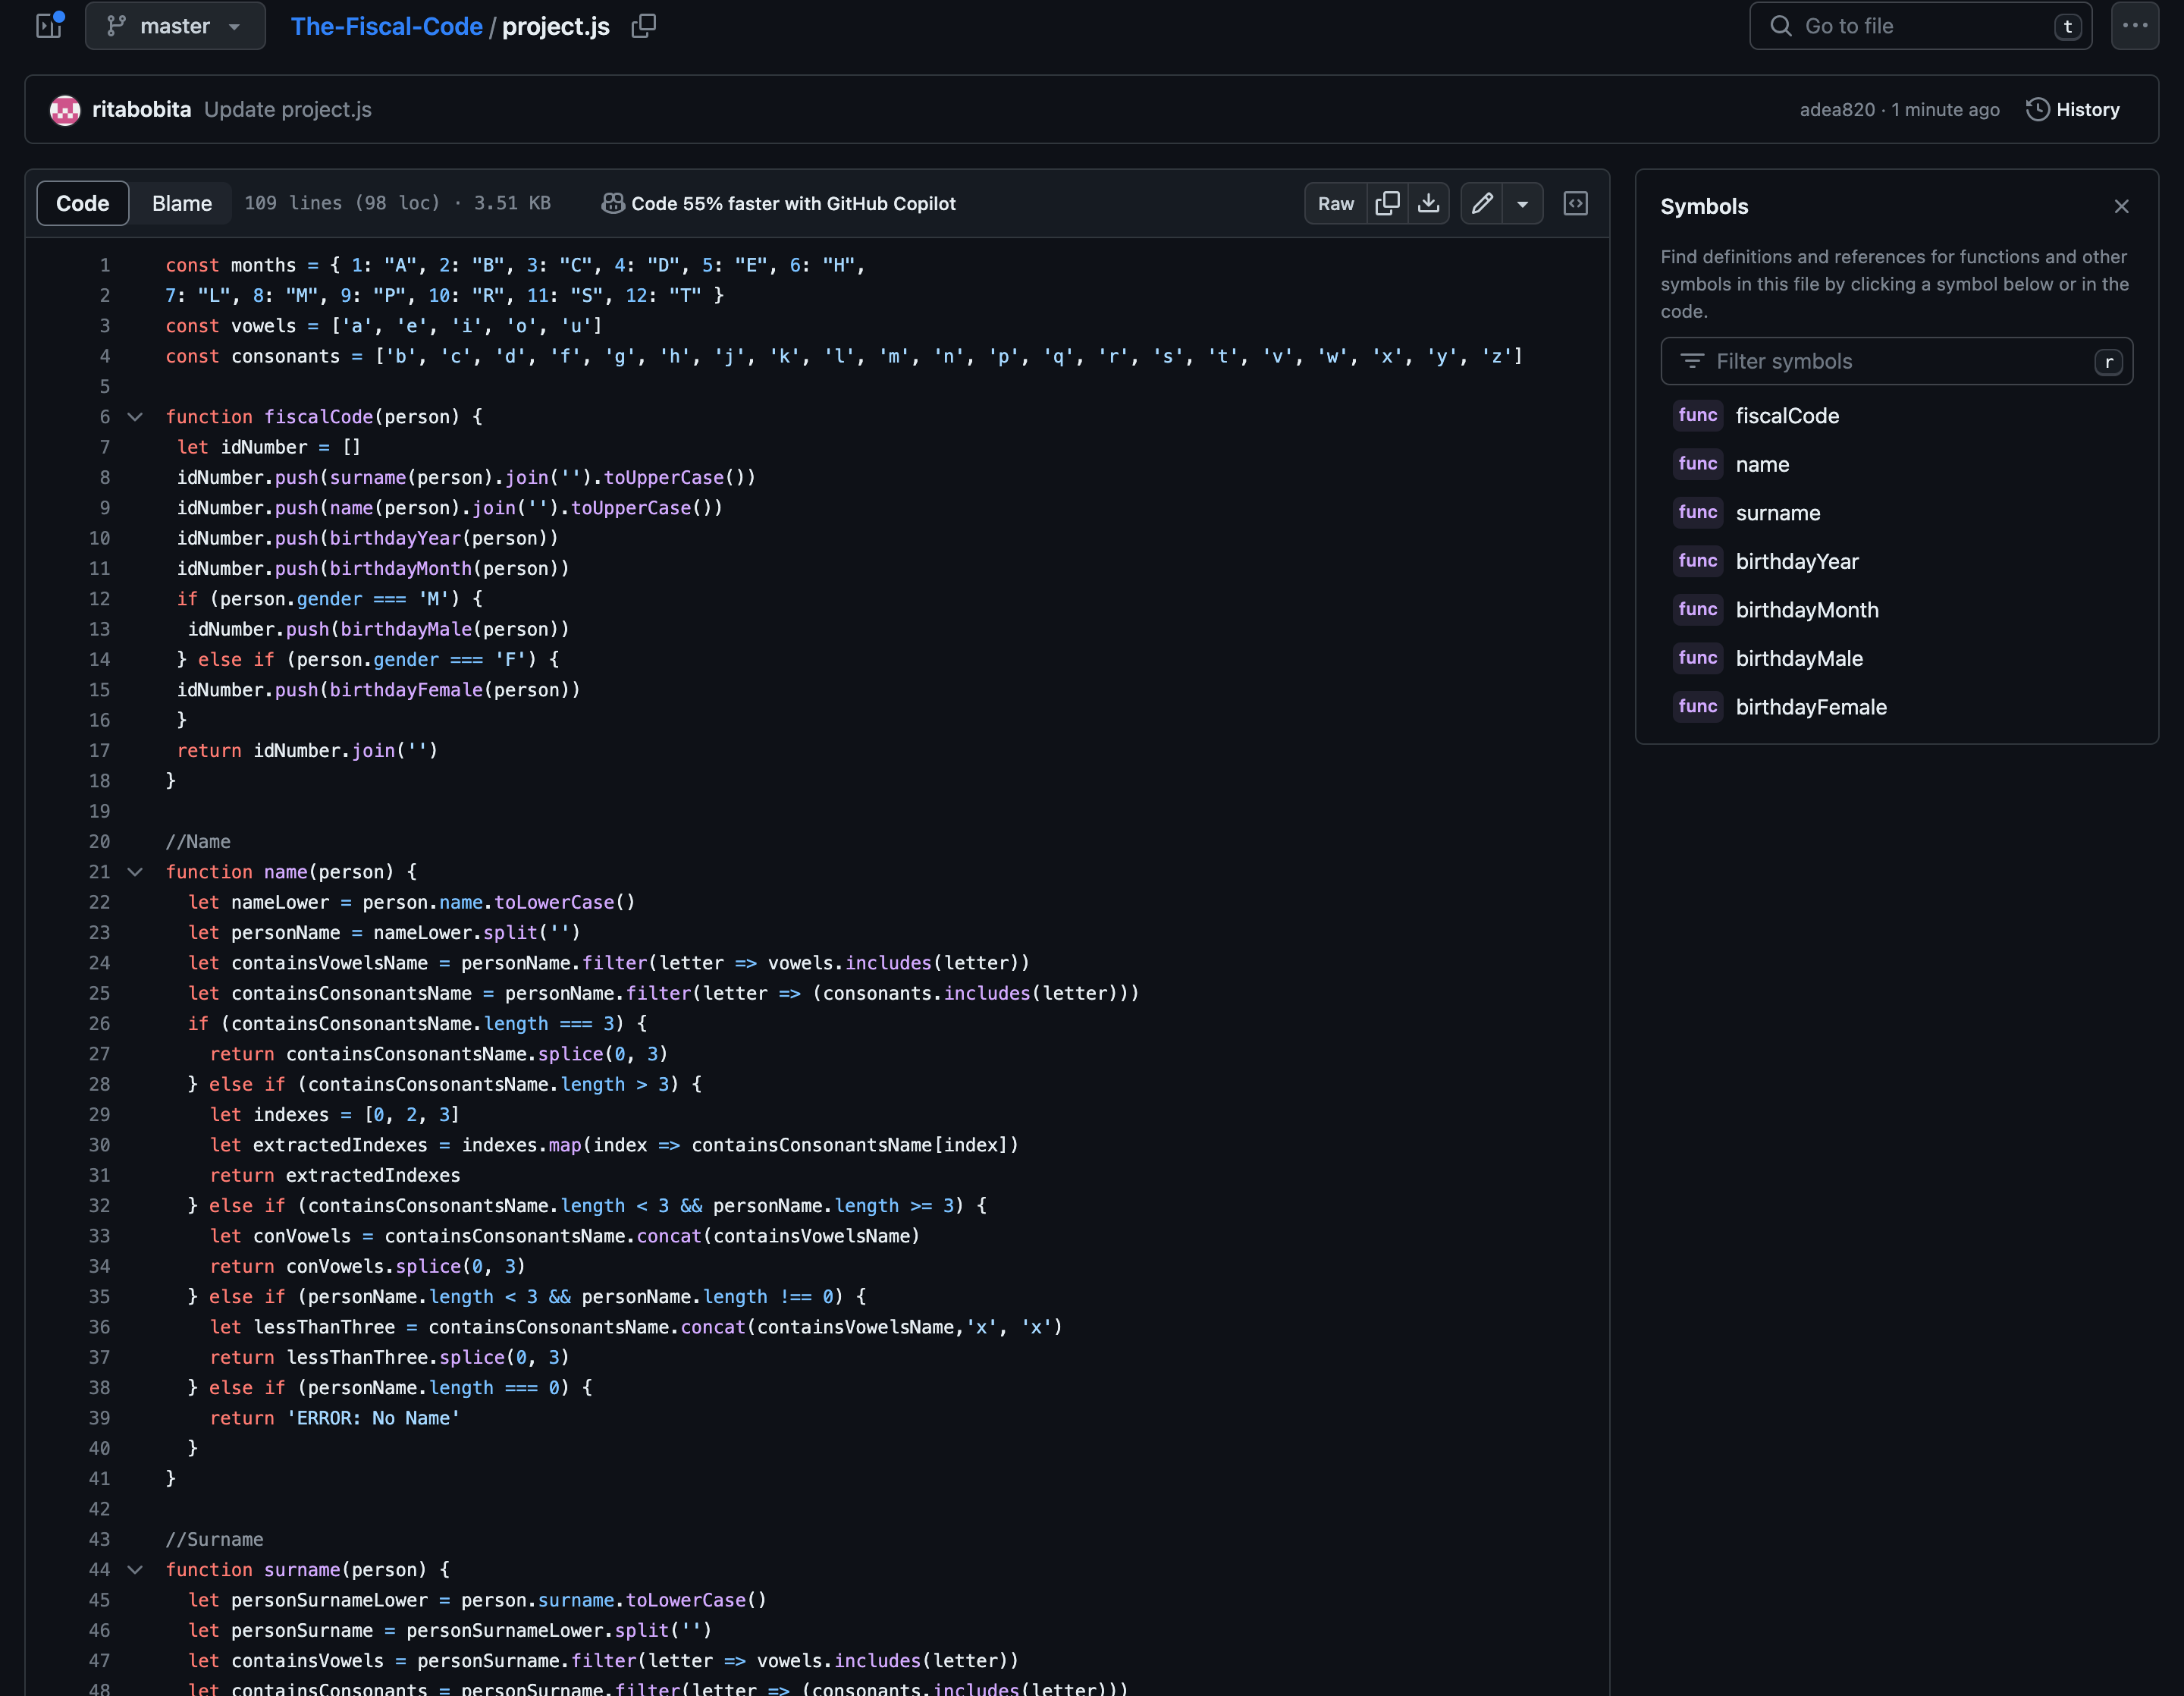 master The-Fiscal-Code / project.js Go to file t
ritabobita Update project.js adea820 · 1 minute ago History
Code Blame 109 lines (98 loc) · 3.51 KB Code 55% faster with GitHub Copilot Raw
1 const months = { 1: "A", 2: "B", 3: "C", 4: "D", 5: "E", 6: "H",
2 7: "L", 8: "M", 9: "P", 10: "R", 11: "S", 12: "T" }
3 const vowels = ['a', 'e', 'i', 'o', 'u']
4 const consonants = ['b', 'c', 'd', 'f', 'g', 'h', 'j', 'k', 'l', 'm', 'n', 'p', 'q', 'r', 's', 't', 'v', 'w', 'x', 'y', 'z']
5
6 function fiscalCode(person) {
7 let idNumber = []
8 idNumber.push(surname(person).join('').toUpperCase())
9 idNumber.push(name(person).join('').toUpperCase())
10 idNumber.push(birthdayYear(person))
11 idNumber.push(birthdayMonth(person))
12 if (person.gender === 'M') {
13 idNumber.push(birthdayMale(person))
14 } else if (person.gender === 'F') {
15 idNumber.push(birthdayFemale(person))
16 }
17 return idNumber.join('')
18 }
19
20 //Name
21 function name(person) {
22 let nameLower = person.name.toLowerCase()
23 let personName = nameLower.split('')
24 let containsVowelsName = personName.filter(letter => vowels.includes(letter))
25 let containsConsonantsName = personName.filter(letter => (consonants.includes(letter)))
26 if (containsConsonantsName.length === 3) {
27 return containsConsonantsName.splice(0, 3)
28 } else if (containsConsonantsName.length > 3) {
29 let indexes = [0, 2, 3]
30 let extractedIndexes = indexes.map(index => containsConsonantsName[index])
31 return extractedIndexes
32 } else if (containsConsonantsName.length < 3 && personName.length >= 3) {
33 let conVowels = containsConsonantsName.concat(containsVowelsName)
34 return conVowels.splice(0, 3)
35 } else if (personName.length < 3 && personName.length !== 0) {
36 let lessThanThree = containsConsonantsName.concat(containsVowelsName,'x', 'x')
37 return lessThanThree.splice(0, 3)
38 } else if (personName.length === 0) {
39 return 'ERROR: No Name'
40 }
41 }
42
43 //Surname
44 function surname(person) {
45 let personSurnameLower = person.surname.toLowerCase()
46 let personSurname = personSurnameLower.split('')
47 let containsVowels = personSurname.filter(letter => vowels.includes(letter))
48 let containsConsonants = personSurname.filter(letter => (consonants.includes(letter)))
Symbols
Find definitions and references for functions and other
symbols in this file by clicking a symbol below or in the
code.
Filter symbols r
func fiscalCode
func name
func surname
func birthdayYear
func birthdayMonth
func birthdayMale
func birthdayFemale